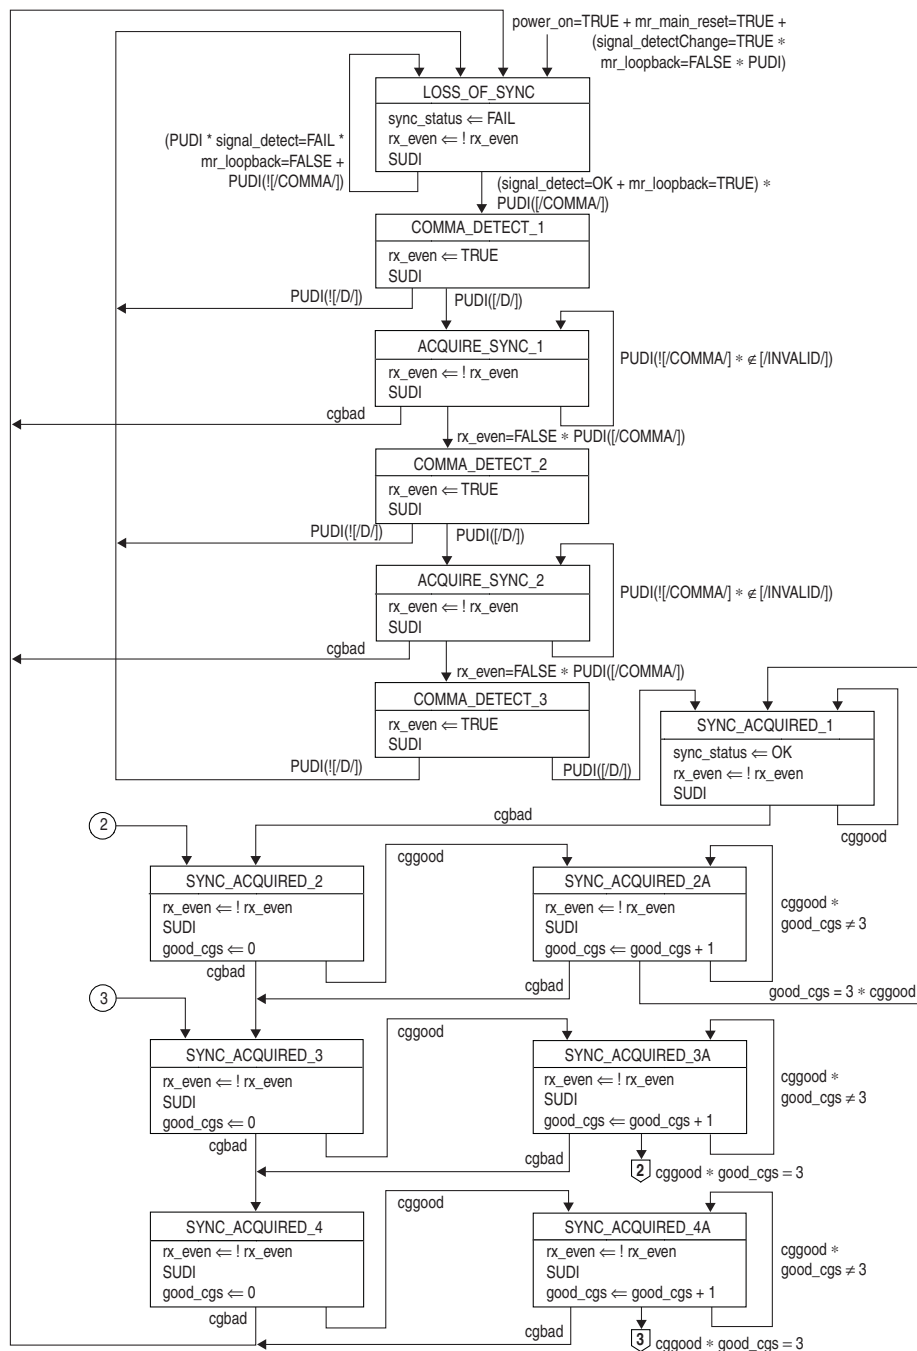 power_on=TRUE + mr_main_reset=TRUE +
(signal_detectChange=TRUE ∗
mr_loopback=FALSE ∗ PUDI)
LOSS_OF_SYNC
sync_status ⇐ FAIL
rx_even ⇐ ! rx_even
SUDI
(PUDI * signal_detect=FAIL *
mr_loopback=FALSE +
PUDI(![/COMMA/])
(signal_detect=OK + mr_loopback=TRUE) ∗
PUDI([/COMMA/])
COMMA_DETECT_1
rx_even ⇐ TRUE
SUDI
PUDI(![/D/])
PUDI([/D/])
ACQUIRE_SYNC_1
rx_even ⇐ ! rx_even
SUDI
PUDI(![/COMMA/] ∗ ∉ [/INVALID/])
cgbad
rx_even=FALSE ∗ PUDI([/COMMA/])
COMMA_DETECT_2
rx_even ⇐ TRUE
SUDI
PUDI(![/D/])
PUDI([/D/])
ACQUIRE_SYNC_2
rx_even ⇐ ! rx_even
SUDI
PUDI(![/COMMA/] ∗ ∉ [/INVALID/])
cgbad
rx_even=FALSE ∗ PUDI([/COMMA/])
COMMA_DETECT_3
rx_even ⇐ TRUE
SUDI
PUDI(![/D/])
PUDI([/D/])
SYNC_ACQUIRED_1
sync_status ⇐ OK
rx_even ⇐ ! rx_even
SUDI
cgbad
cggood
2
SYNC_ACQUIRED_2
rx_even ⇐ ! rx_even
SUDI
good_cgs ⇐ 0
cggood
SYNC_ACQUIRED_2A
rx_even ⇐ ! rx_even
SUDI
good_cgs ⇐ good_cgs + 1
cggood ∗
good_cgs ≠ 3
cgbad
cgbad
good_cgs = 3 ∗ cggood
3
SYNC_ACQUIRED_3
rx_even ⇐ ! rx_even
SUDI
good_cgs ⇐ 0
cggood
SYNC_ACQUIRED_3A
rx_even ⇐ ! rx_even
SUDI
good_cgs ⇐ good_cgs + 1
cggood ∗
good_cgs ≠ 3
cgbad
cgbad
2 cggood ∗ good_cgs = 3
SYNC_ACQUIRED_4
rx_even ⇐ ! rx_even
SUDI
good_cgs ⇐ 0
cggood
SYNC_ACQUIRED_4A
rx_even ⇐ ! rx_even
SUDI
good_cgs ⇐ good_cgs + 1
cggood ∗
good_cgs ≠ 3
cgbad
cgbad
3 cggood ∗ good_cgs = 3